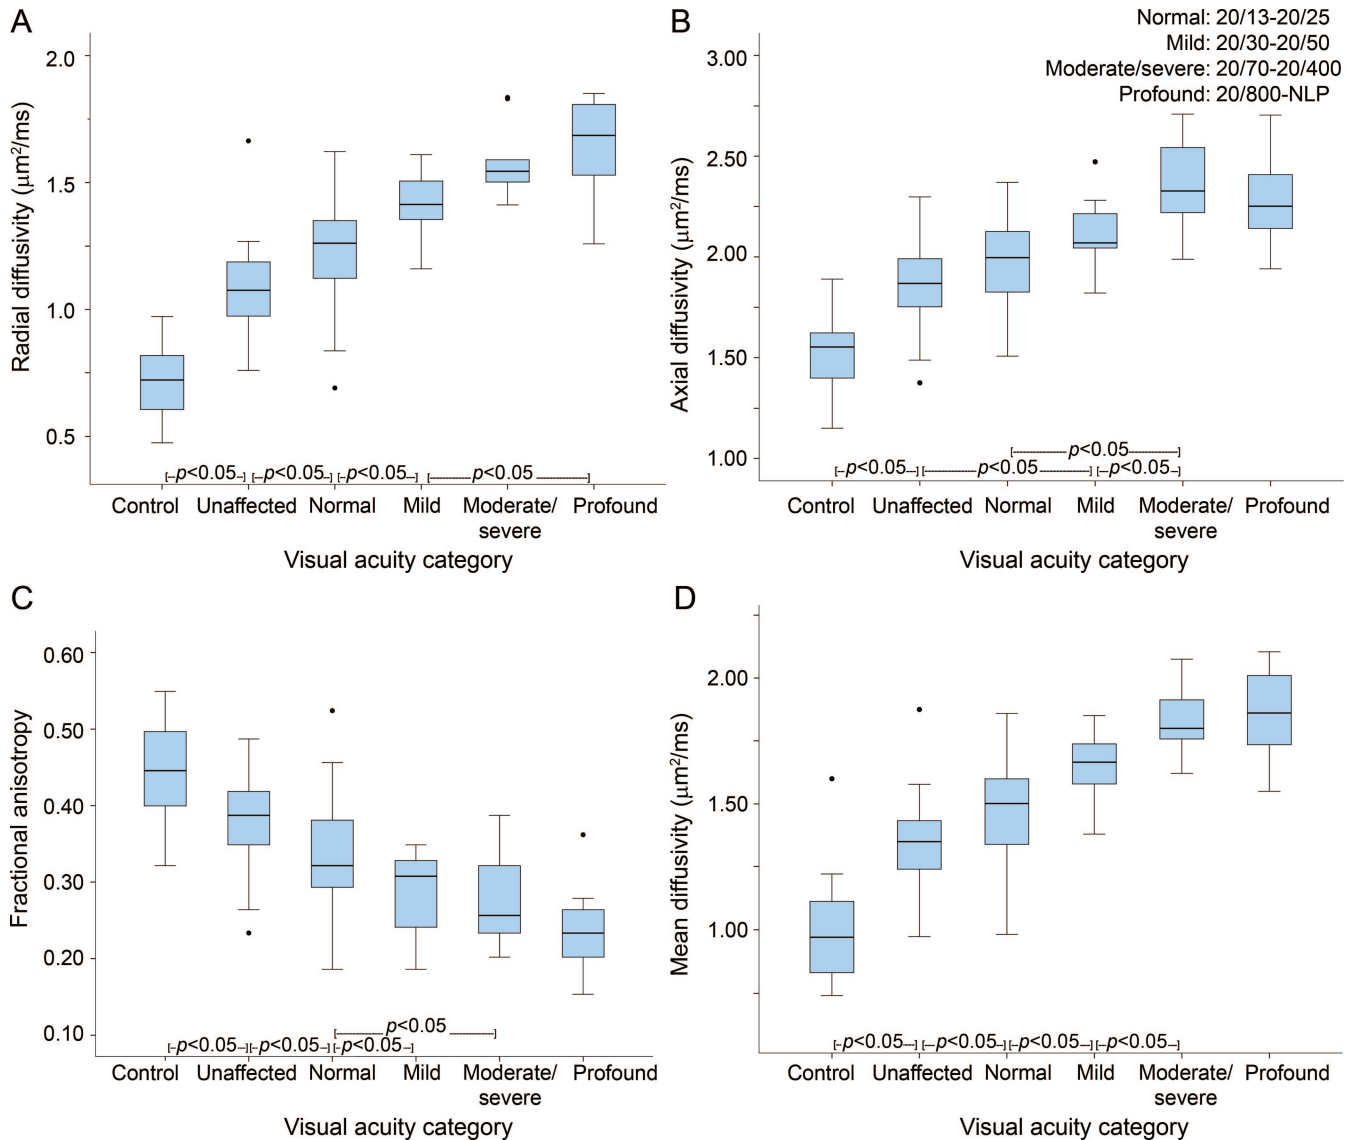 A
2.0
1.5
1.0
0.5
Radial diffusivity (μm²/ms)
p<0.05 p<0.05 p<0.05 p<0.05
Control Unaffected Normal Mild Moderate/ Profound
severe
Visual acuity category
B
Normal: 20/13-20/25
Mild: 20/30-20/50
Moderate/severe: 20/70-20/400
Profound: 20/800-NLP
3.00
2.50
2.00
1.50
1.00
Axial diffusivity (μm²/ms)
p<0.05
p<0.05 p<0.05 p<0.05
Control Unaffected Normal Mild Moderate/ Profound
severe
Visual acuity category
C
0.60
0.50
0.40
0.30
0.20
0.10
Fractional anisotropy
p<0.05
p<0.05 p<0.05 p<0.05
Control Unaffected Normal Mild Moderate/ Profound
severe
Visual acuity category
D
2.00
1.50
1.00
Mean diffusivity (μm²/ms)
p<0.05 p<0.05 p<0.05 p<0.05
Control Unaffected Normal Mild Moderate/ Profound
severe
Visual acuity category